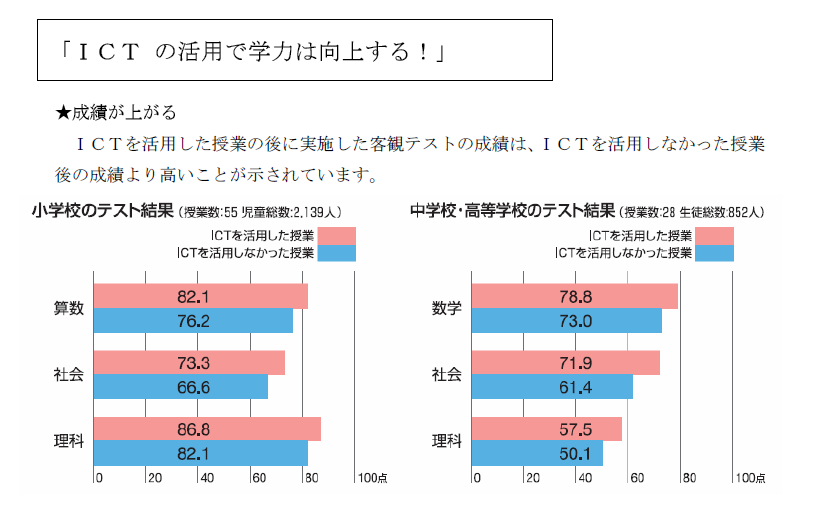 「ＩＣＴ の活用で学力は向上する！」
★成績が上がる
ＩＣＴを活用した授業の後に実施した客観テストの成績は、ＩＣＴを活用しなかった授業
後の成績より高いことが示されています。
小学校のテスト結果（授業数:55 児童総数:2,139人）
ICTを活用した授業
ICTを活用しなかった授業
算数
82.1
76.2
社会
73.3
66.6
理科
86.8
82.1
0 20 40 60 80 100点
中学校・高等学校のテスト結果（授業数:28 生徒総数:852人）
ICTを活用した授業
ICTを活用しなかった授業
数学
78.8
73.0
社会
71.9
61.4
理科
57.5
50.1
0 20 40 60 80 100点